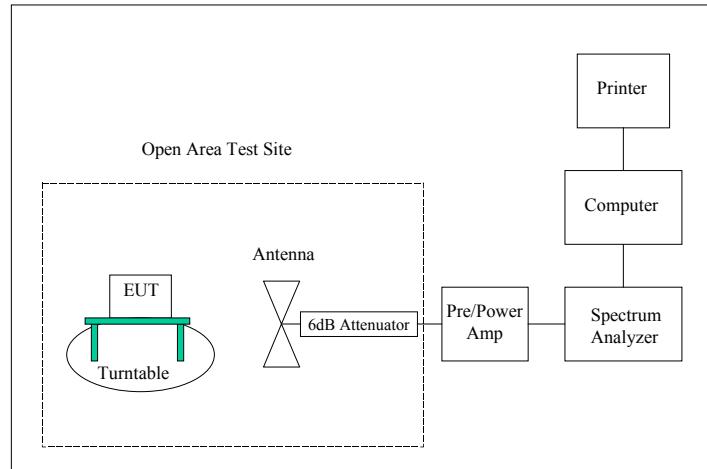 Printer
Open Area Test Site
Computer
Antenna
EUT
Pre/Power
Amp
Spectrum
Analyzer
6dB Attenuator
Turntable